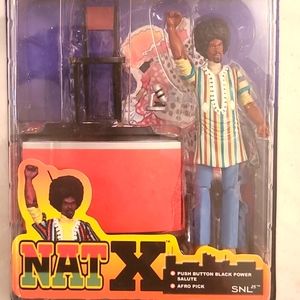 NAT X
PUSH BUTTON BLACK POWER
SALUTE
AFRO PICK
SNL